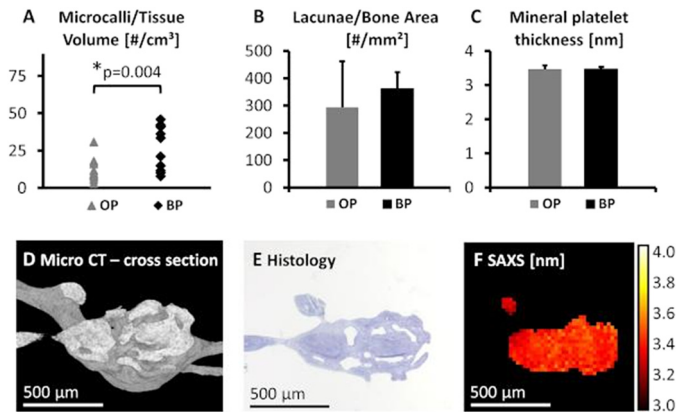 A Microcalli/Tissue
Volume [#/cm³]
75
50
25
0
*p=0.004
OP BP
B Lacunae/Bone Area
[#/mm²]
500
400
300
200
100
0
OP BP
C Mineral platelet
thickness [nm]
4
3
2
1
0
OP BP
D Micro CT – cross section
500 µm
E Histology
500 µm
F SAXS [nm]
500 µm
4.0
3.8
3.6
3.4
3.2
3.0